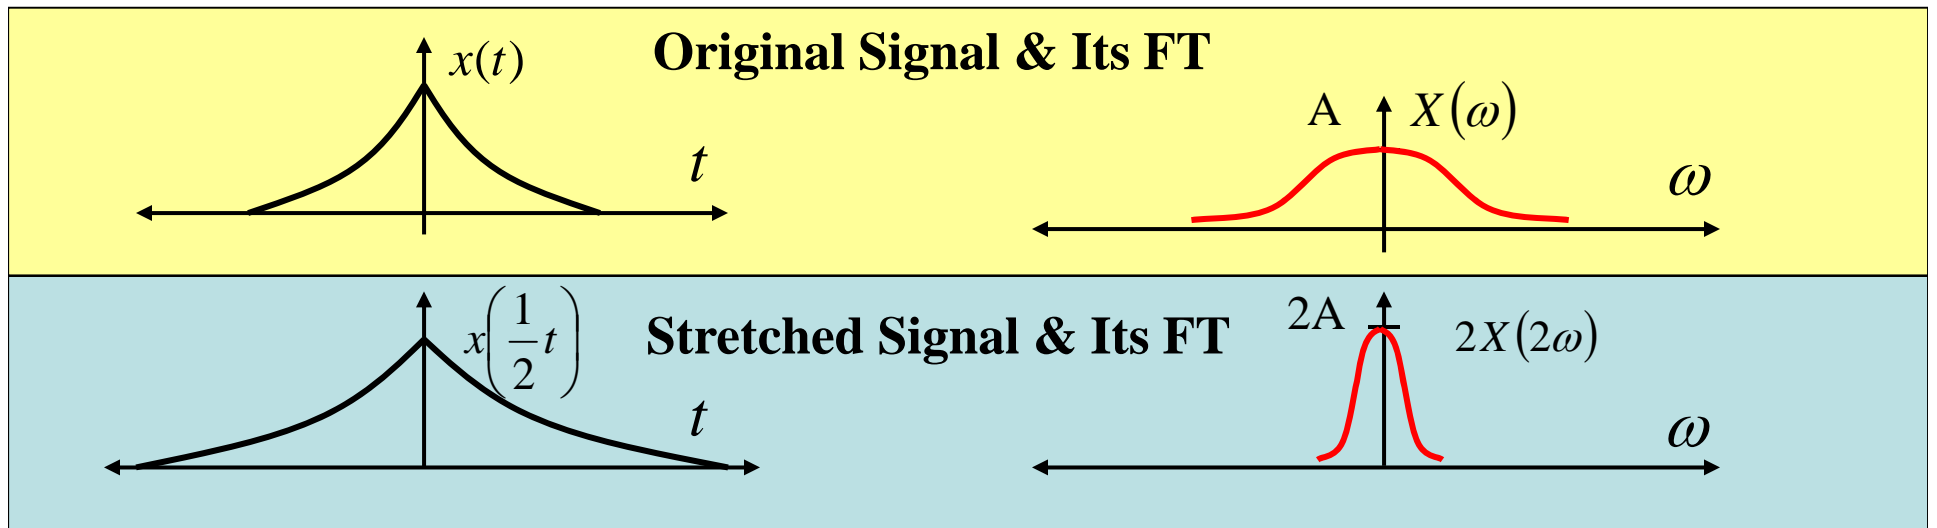 Original Signal & Its FT
x(t)
A X(ω)
t
ω
x(1/2 t)
Stretched Signal & Its FT
2A
2X(2ω)
t
ω